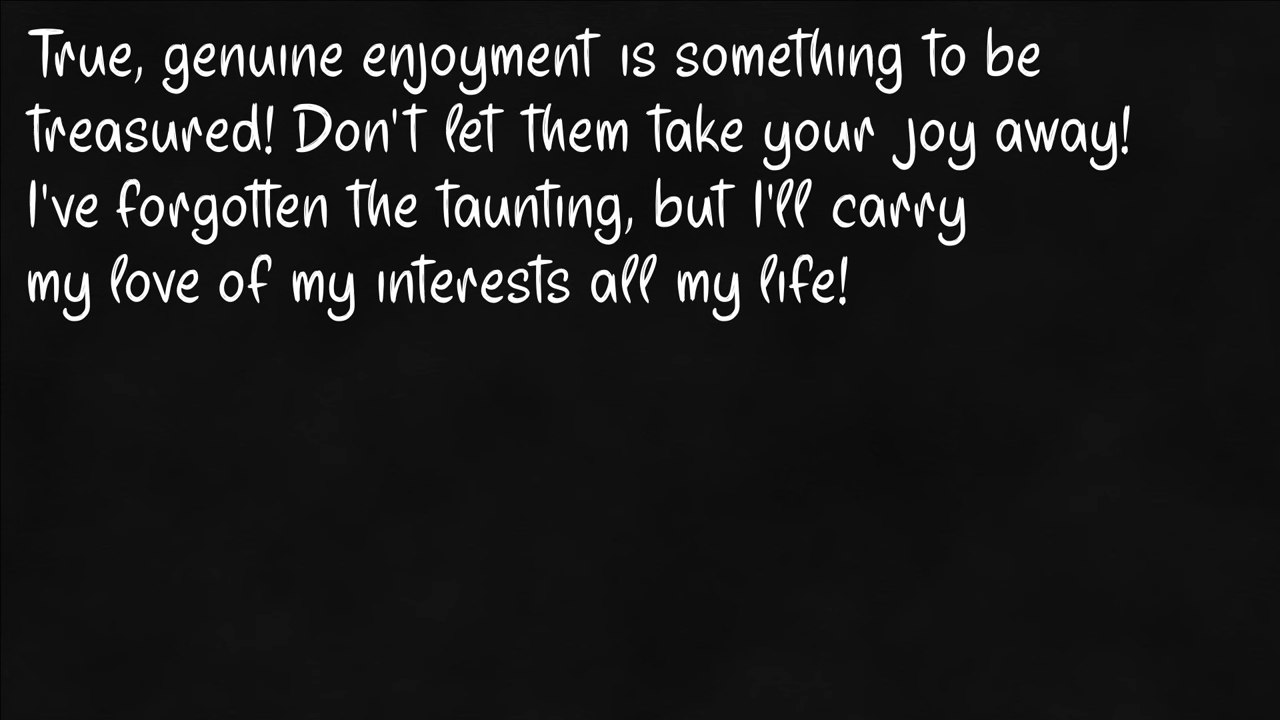 True, genuine enjoyment is something to be
treasured! Don't let them take your joy away!
I've forgotten the taunting, but I'll carry
my love of my interests all my life!